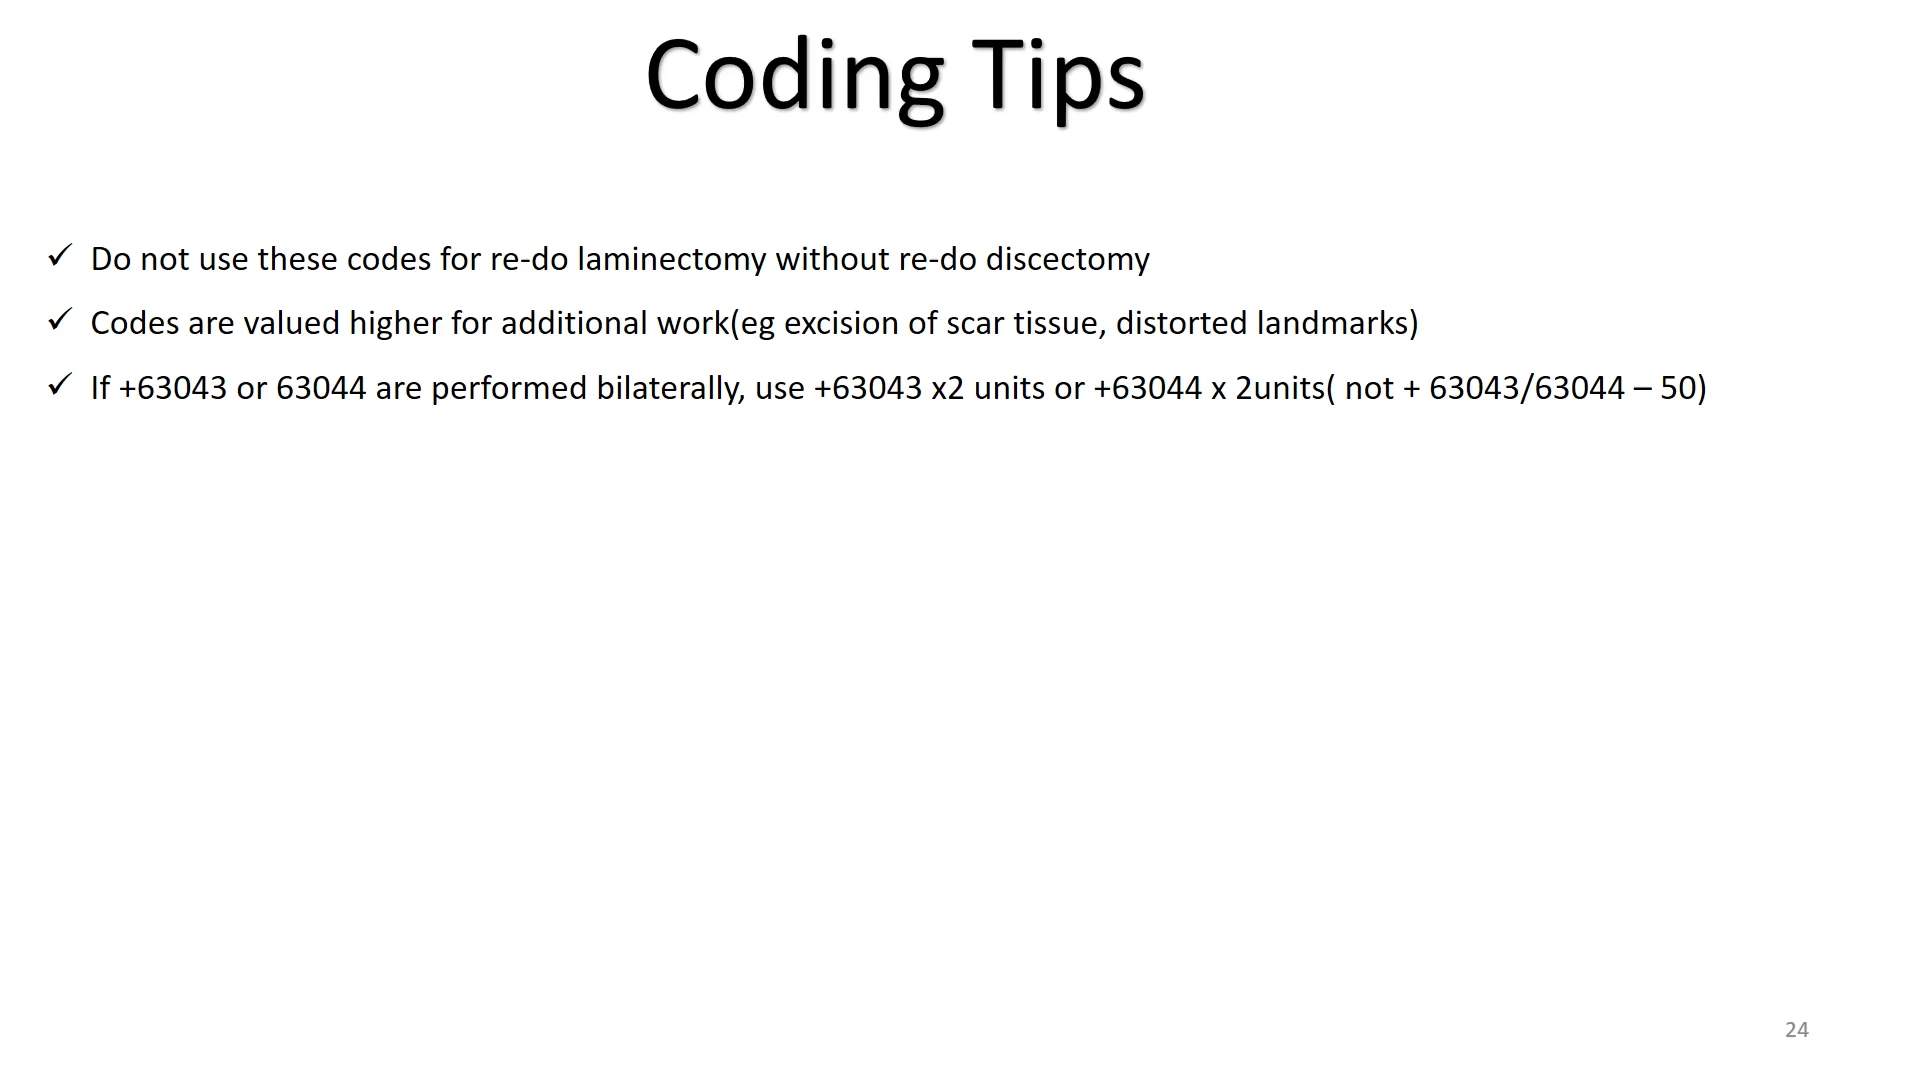 Coding Tips
✓ Do not use these codes for re-do laminectomy without re-do discectomy
✓ Codes are valued higher for additional work(eg excision of scar tissue, distorted landmarks)
✓ If +63043 or 63044 are performed bilaterally, use +63043 x2 units or +63044 x 2units( not + 63043/63044 – 50)
24